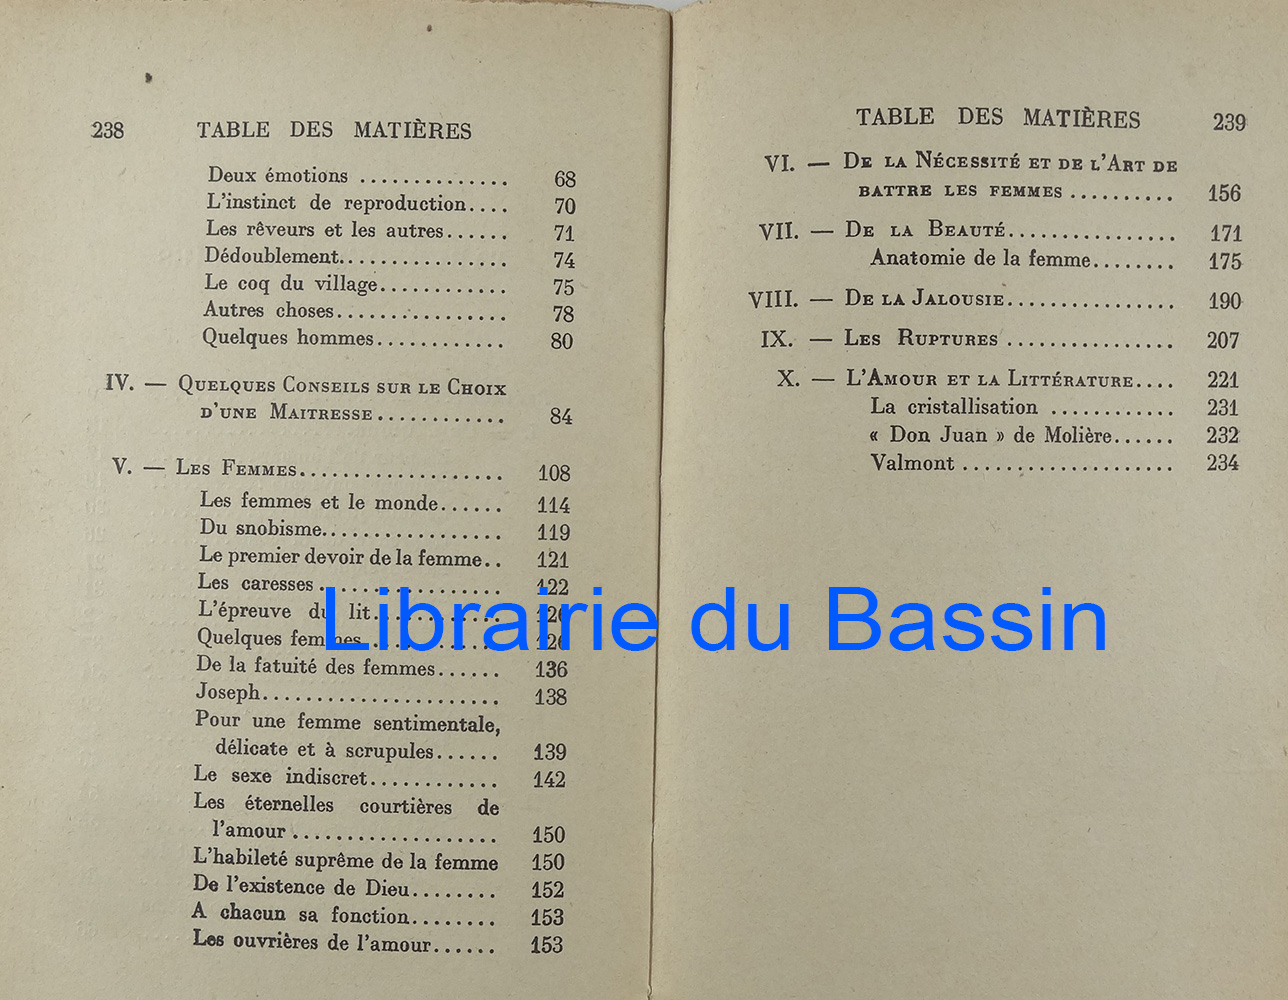 238 TABLE DES MATIÈRES
Deux émotions .............. 68
L'instinct de reproduction.... 70
Les rêveurs et les autres...... 71
Dédoublement................ 74
Le coq du village............ 75
Autres choses................ 78
Quelques hommes............ 80
IV. — QUELQUES CONSEILS SUR LE CHOIX
D'UNE MAITRESSE............ 84
V. — LES FEMMES................... 108
Les femmes et le monde...... 114
Du snobisme................. 119
Le premier devoir de la femme.. 121
Les caresses................. 122
L'épreuve du lit............ 126
Quelques femmes............ 126
De la fatuité des femmes...... 136
Joseph...................... 138
Pour une femme sentimentale,
délicate et à scrupules...... 139
Le sexe indiscret............ 142
Les éternelles courtières de
l'amour ................... 150
L'habileté suprême de la femme 150
De l'existence de Dieu........ 152
A chacun sa fonction........ 153
Les ouvrières de l'amour...... 153
TABLE DES MATIÈRES 239
VI. — DE LA NÉCESSITÉ ET DE L'ART DE
BATTRE LES FEMMES .......... 156
VII. — DE LA BEAUTÉ................ 171
Anatomie de la femme........ 175
VIII. — DE LA JALOUSIE................ 190
IX. — LES RUPTURES ................ 207
X. — L'AMOUR ET LA LITTÉRATURE.... 221
La cristallisation ............ 231
« Don Juan » de Molière...... 232
Valmont .................... 234
Librairie du Bassin